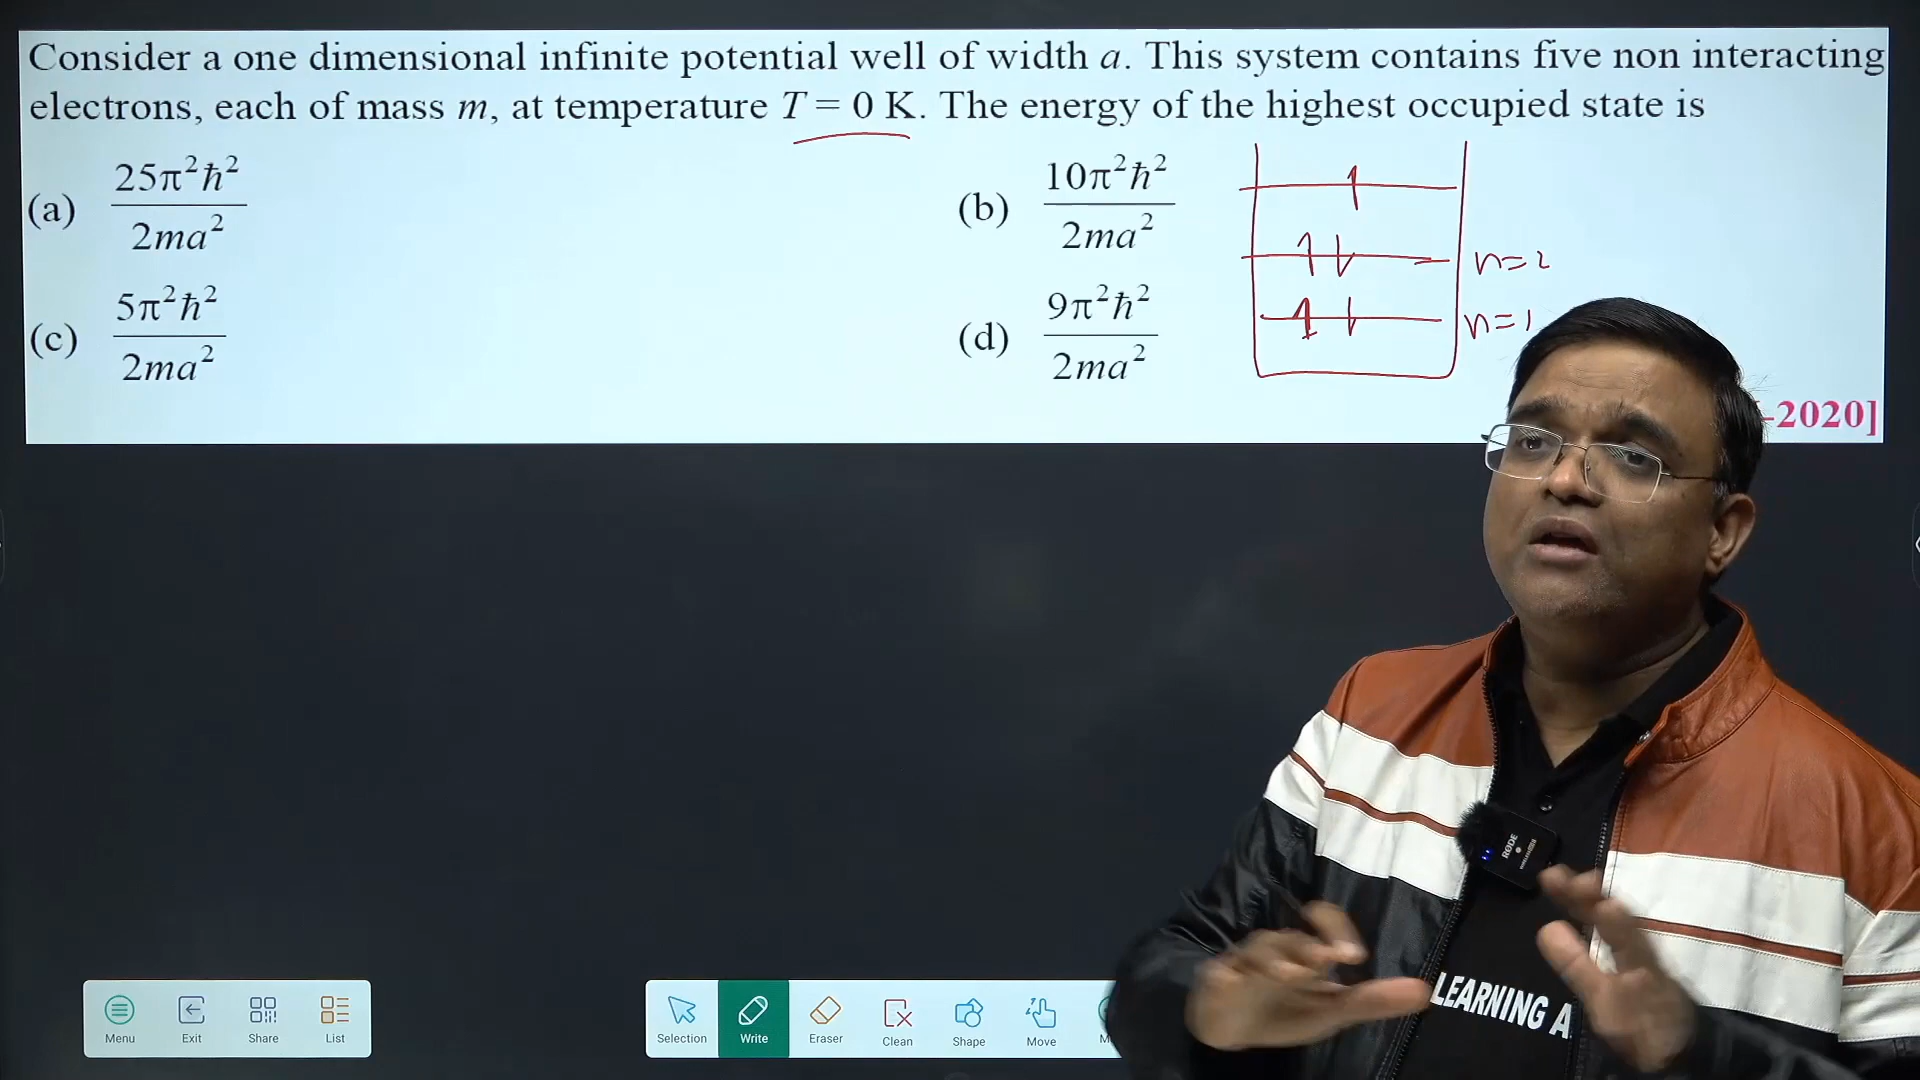 Consider a one dimensional infinite potential well of width a. This system contains five non interacting
electrons, each of mass m, at temperature T = 0 K. The energy of the highest occupied state is
(a) 25π²ħ² / 2ma²
(b) 10π²ħ² / 2ma²
n=2
(c) 5π²ħ² / 2ma²
(d) 9π²ħ² / 2ma²
n=1
-2020]
RØDE
LEARNING A
Menu
Exit
Share
List
Selection
Write
Eraser
Clean
Shape
Move